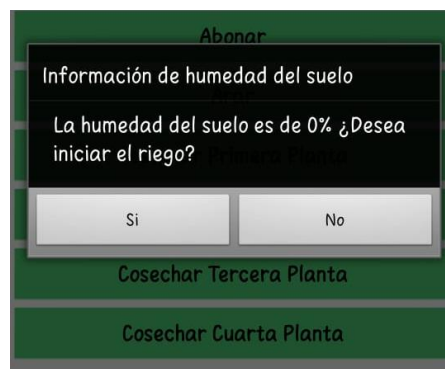 Abonar
Información de humedad del suelo
La humedad del suelo es de 0% ¿Desea
iniciar el riego?
Si
No
Cosechar Tercera Planta
Cosechar Cuarta Planta